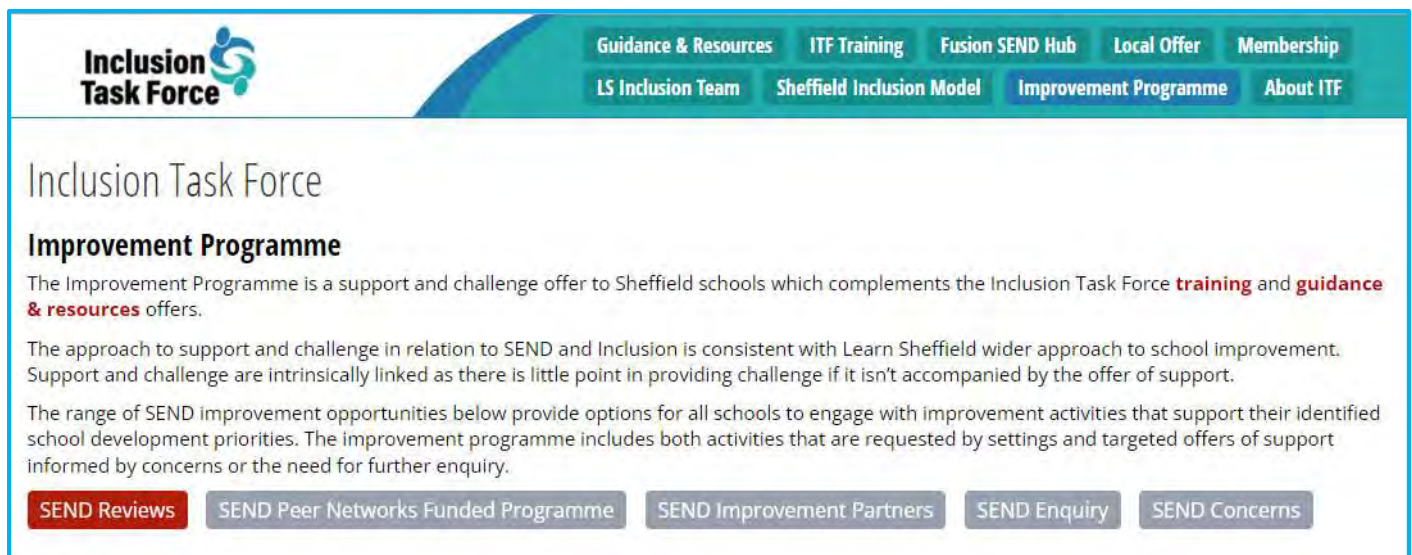 Inclusion
Task Force
Guidance & Resources ITF Training Fusion SEND Hub Local Offer Membership
LS Inclusion Team Sheffield Inclusion Model Improvement Programme About ITF
Inclusion Task Force
Improvement Programme
The Improvement Programme is a support and challenge offer to Sheffield schools which complements the Inclusion Task Force training and guidance
& resources offers.
The approach to support and challenge in relation to SEND and Inclusion is consistent with Learn Sheffield wider approach to school improvement.
Support and challenge are intrinsically linked as there is little point in providing challenge if it isn't accompanied by the offer of support.
The range of SEND improvement opportunities below provide options for all schools to engage with improvement activities that support their identified
school development priorities. The improvement programme includes both activities that are requested by settings and targeted offers of support
informed by concerns or the need for further enquiry.
SEND Reviews SEND Peer Networks Funded Programme SEND Improvement Partners SEND Enquiry SEND Concerns